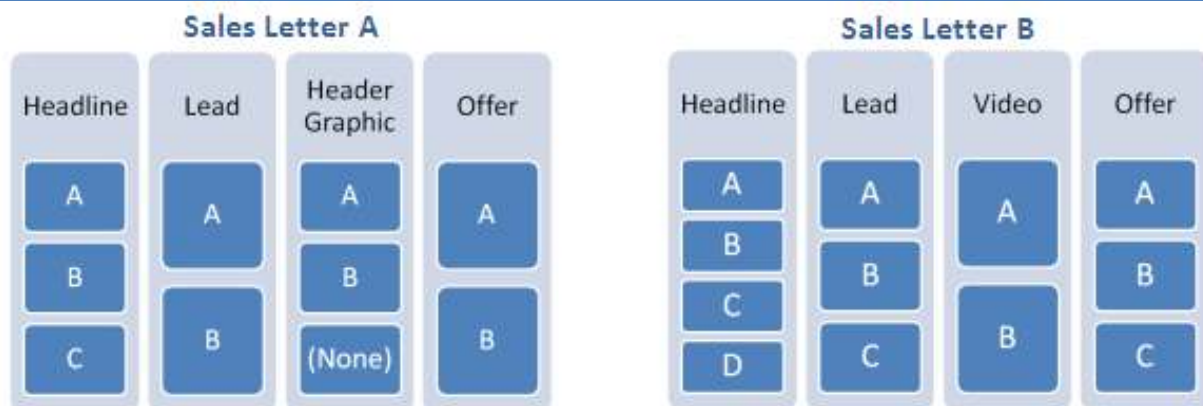 Sales Letter A
Headline
A
B
C
Lead
A
B
Header
Graphic
A
B
(None)
Offer
A
B
Sales Letter B
Headline
A
B
C
D
Lead
A
B
C
Video
A
B
Offer
A
B
C